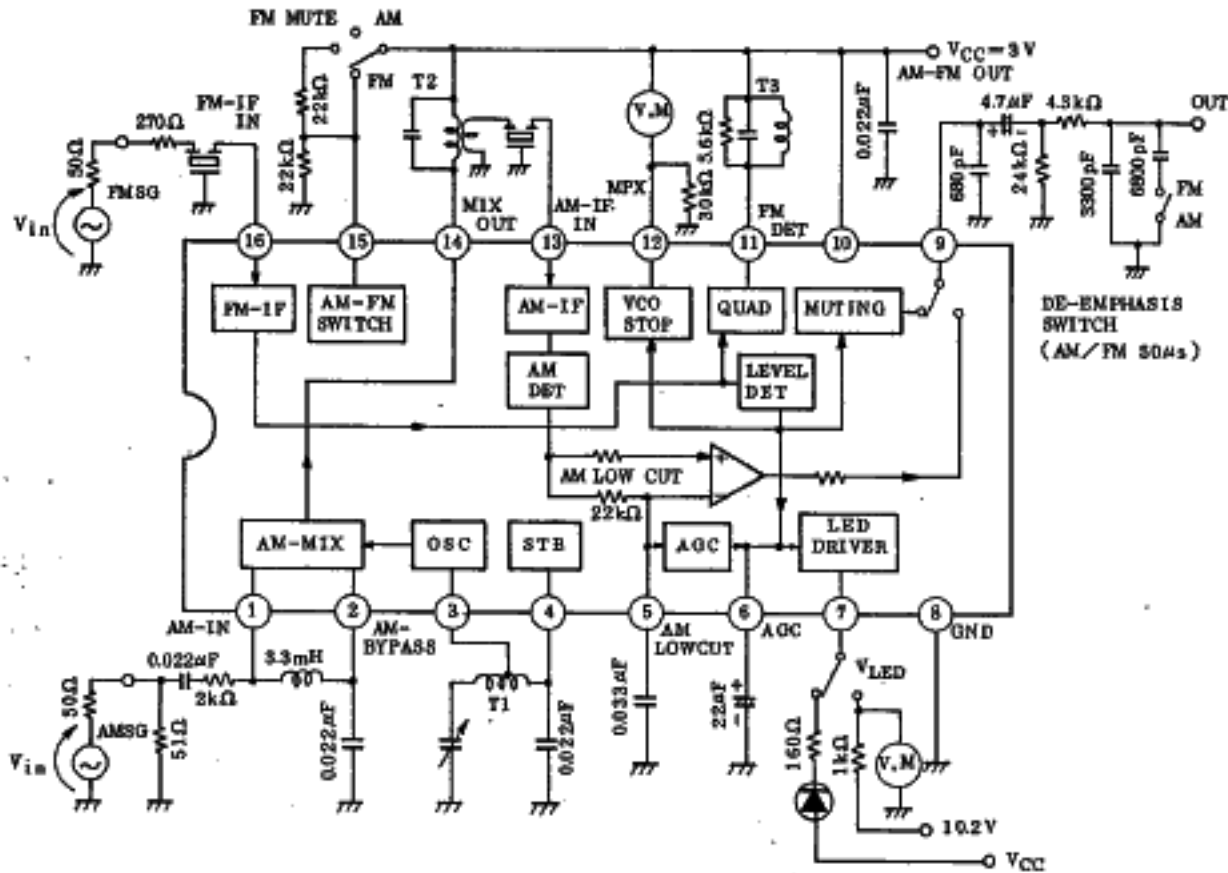 FM MUTE
AM
FM
VCC=3V
AM-FM OUT
OUT
FM-IF
IN
270Ω
50Ω
FMSG
Vin
22kΩ
22kΩ
T2
MIX
OUT
AM-IF
IN
V.M
MPX
30kΩ
5.6kΩ
T3
FM
DET
0.022μF
4.7μF
4.3kΩ
680pF
24kΩ
3300pF
6800pF
FM
AM
16
15
14
13
12
11
10
9
FM-IF
AM-FM
SWITCH
AM-IF
VCO
STOP
QUAD
MUTING
DE-EMPHASIS
SWITCH
(AM/FM 50μs)
AM
DET
LEVEL
DET
AM LOW CUT
+
−
22kΩ
AM-MIX
OSC
STB
AGC
LED
DRIVER
1
2
3
4
5
6
7
8
AM-IN
AM-
BYPASS
AM
LOWCUT
AGC
GND
0.022μF
2kΩ
3.3mH
50Ω
AMSG
Vin
51Ω
0.022μF
T1
0.022μF
0.033μF
22μF
+
−
VLED
160Ω
1kΩ
V.M
10.2V
VCC